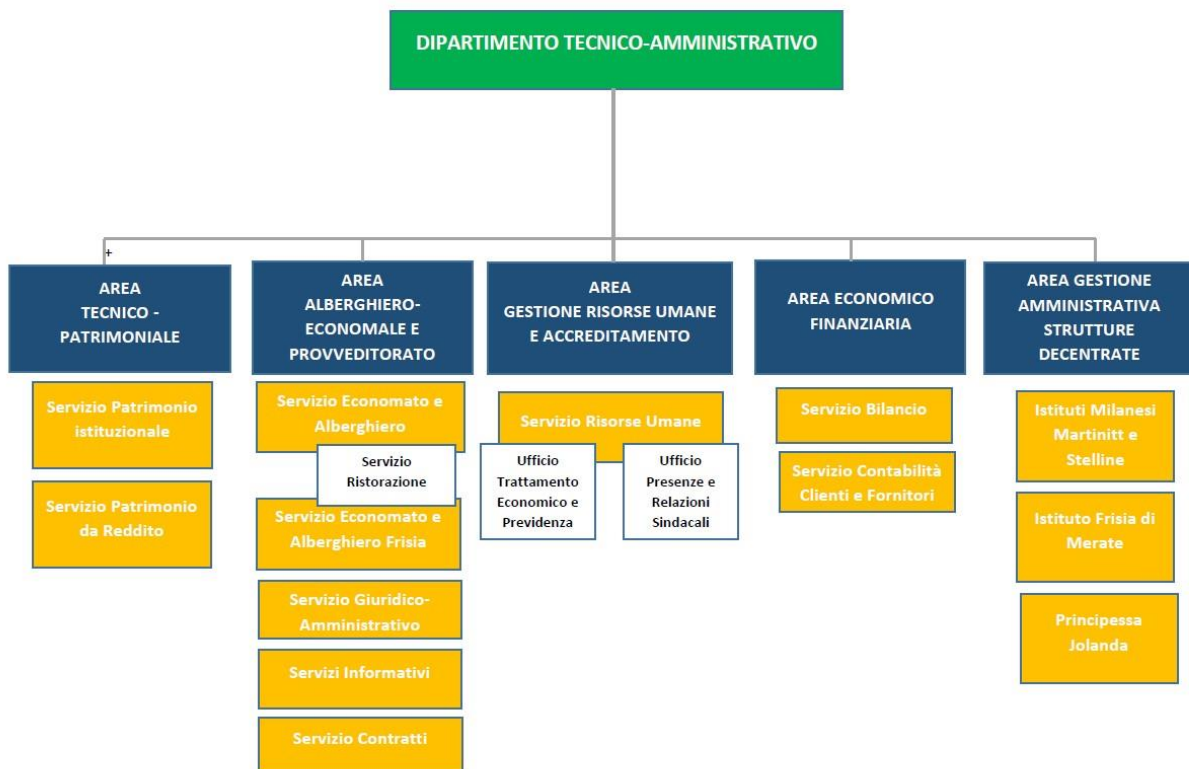 DIPARTIMENTO TECNICO-AMMINISTRATIVO
+
AREA
TECNICO -
PATRIMONIALE
Servizio Patrimonio
istituzionale
Servizio Patrimonio
da Reddito
AREA
ALBERGHIERO-
ECONOMALE E
PROVVEDITORATO
Servizio Economato e
Alberghiero
Servizio
Ristorazione
Servizio Economato e
Alberghiero Frisia
Servizio Giuridico-
Amministrativo
Servizi Informativi
Servizio Contratti
AREA
GESTIONE RISORSE UMANE
E ACCREDITAMENTO
Servizio Risorse Umane
Ufficio
Trattamento
Economico e
Previdenza
Ufficio
Presenze e
Relazioni
Sindacali
AREA ECONOMICO
FINANZIARIA
Servizio Bilancio
Servizio Contabilità
Clienti e Fornitori
AREA GESTIONE
AMMINISTRATIVA
STRUTTURE
DECENTRATE
Istituti Milanesi
Martinitt e
Stelline
Istituto Frisia di
Merate
Principessa
Jolanda